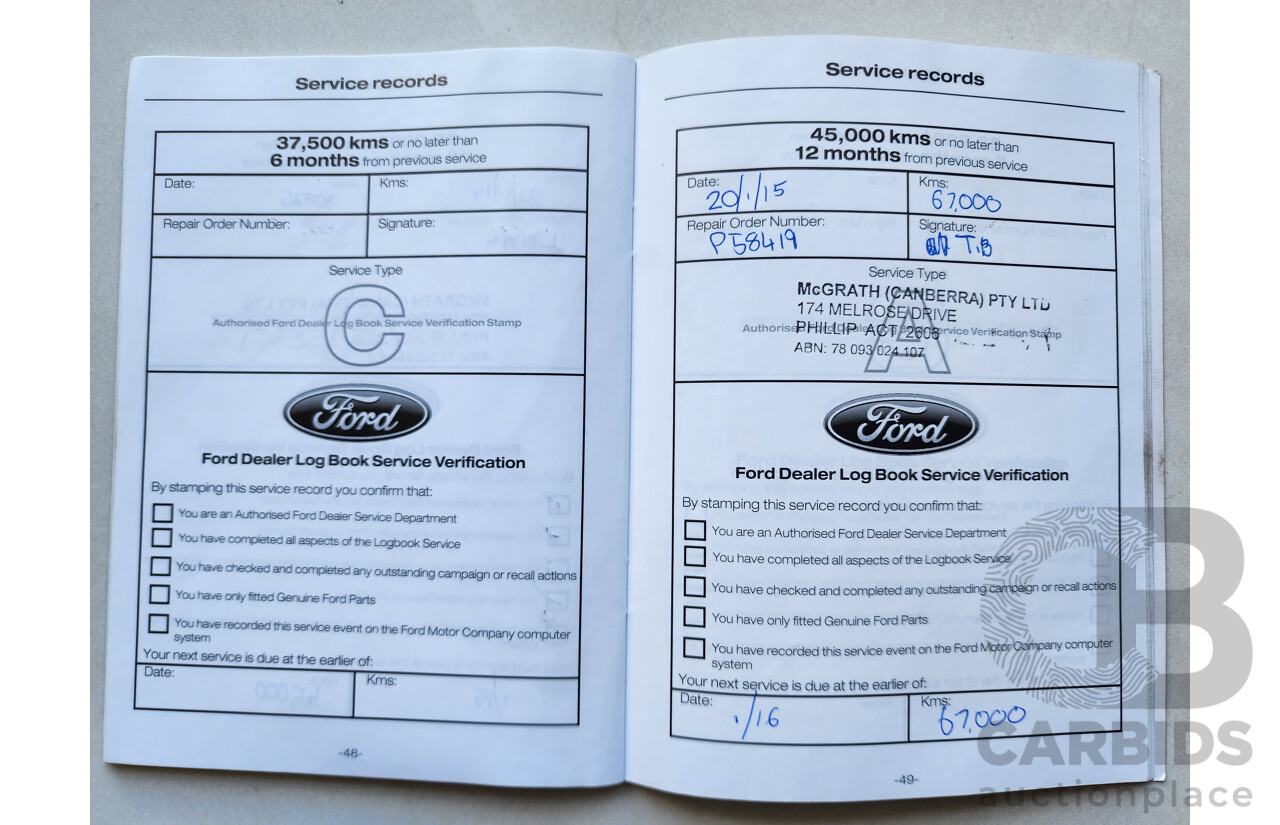 Service records
37,500 kms or no later than
6 months from previous service
Date: Kms:
Repair Order Number: Signature:
Service Type
C
Authorised Ford Dealer Log Book Service Verification Stamp
Ford
Ford Dealer Log Book Service Verification
By stamping this service record you confirm that:
You are an Authorised Ford Dealer Service Department
You have completed all aspects of the Logbook Service
You have checked and completed any outstanding campaign or recall actions
You have only fitted Genuine Ford Parts
You have recorded this service event on the Ford Motor Company computer
system
Your next service is due at the earlier of:
Date: Kms:
-48-
Service records
45,000 kms or no later than
12 months from previous service
Date: Kms:
20/1/15 67,000
Repair Order Number: Signature:
P58419 T.B
Service Type
McGRATH (CANBERRA) PTY LTD
174 MELROSE DRIVE
PHILLIP ACT 2606
A
Authorised Ford Dealer Service Verification Stamp
ABN: 78 093 024 107
Ford
Ford Dealer Log Book Service Verification
By stamping this service record you confirm that:
You are an Authorised Ford Dealer Service Department
You have completed all aspects of the Logbook Service
You have checked and completed any outstanding campaign or recall actions
You have only fitted Genuine Ford Parts
You have recorded this service event on the Ford Motor Company computer
system
Your next service is due at the earlier of:
Date: Kms:
1/16 67,000
-49-
CB
CARBIDS
auctionplace